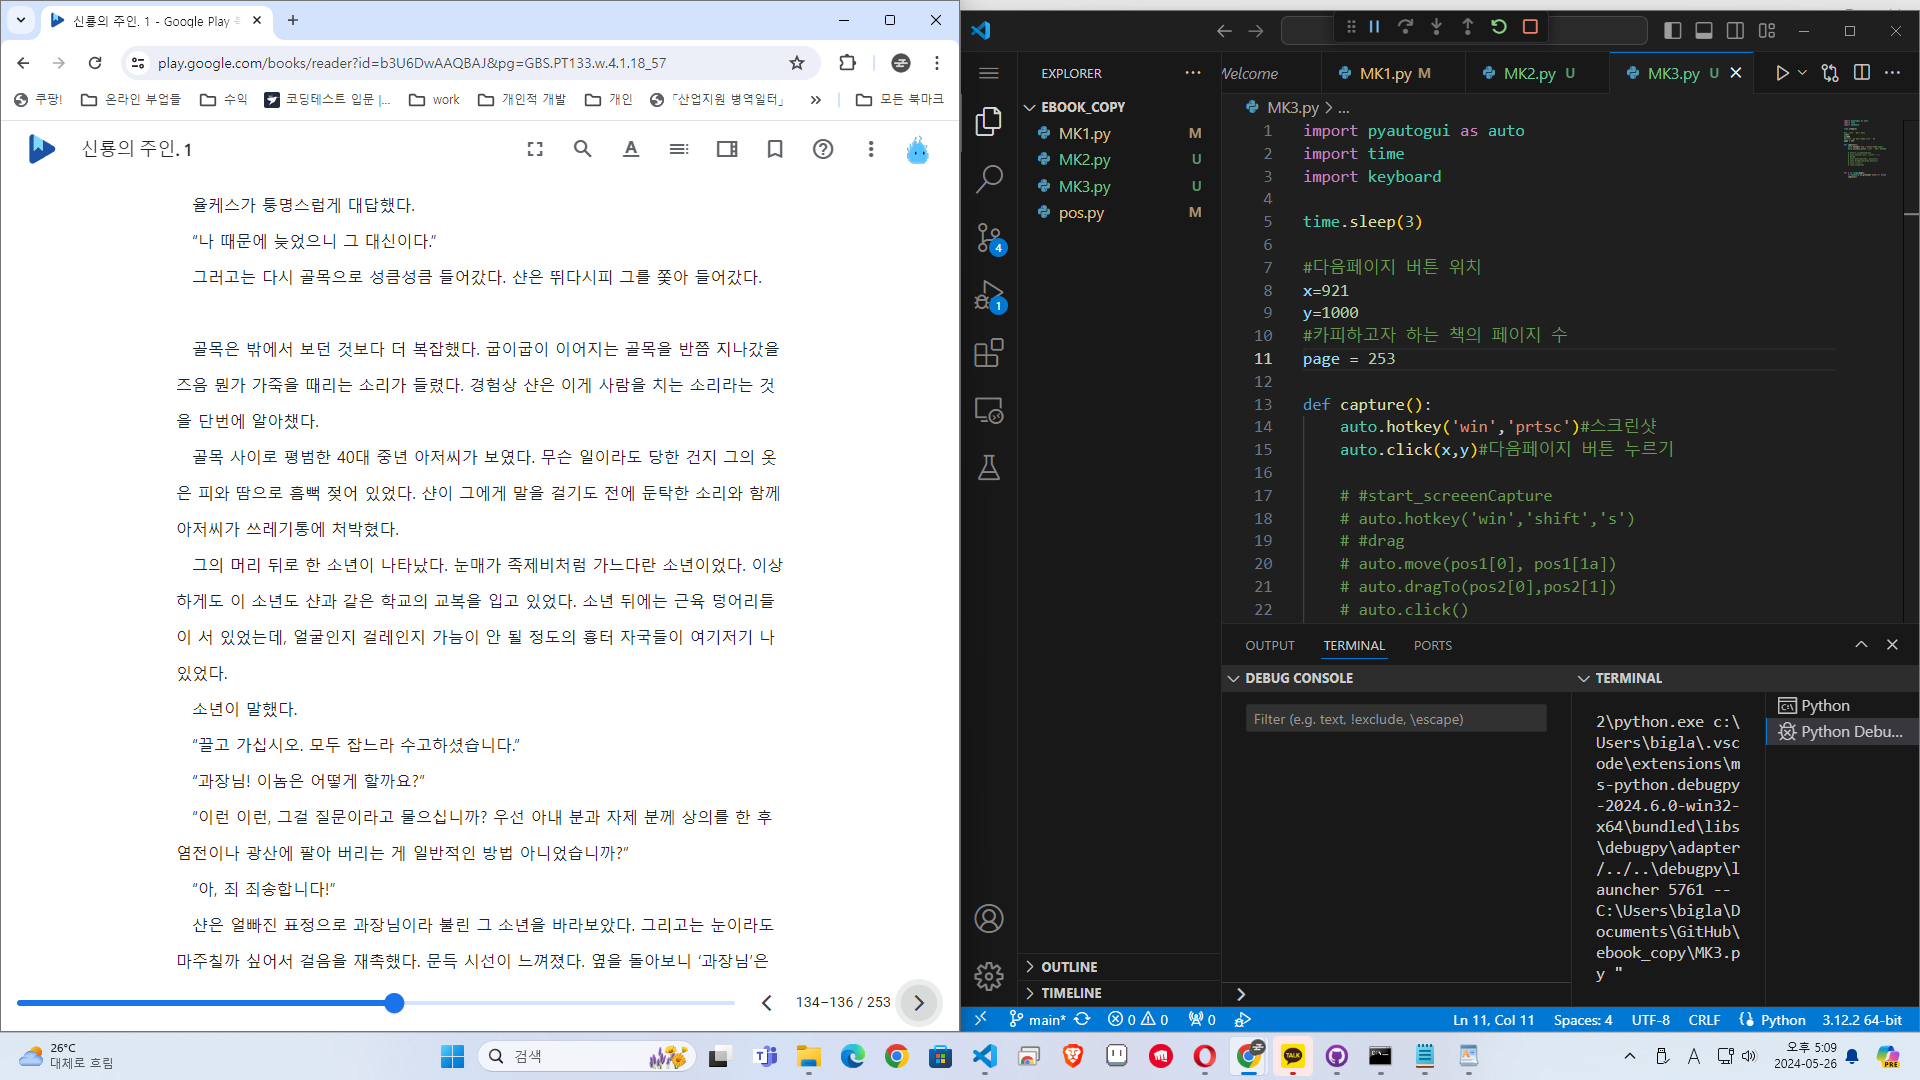 신룡의 주인. 1 - Google Play
play.google.com/books/reader?id=b3U6DwAAQBAJ&pg=GBS.PT133.w.4.1.18_57
쿠팡! 온라인 부업들 수익 코딩테스트 입문 |... work 개인적 개발 개인 「산업지원 병역일터」 » 모든 북마크
신룡의 주인. 1
율케스가 퉁명스럽게 대답했다.
“나 때문에 늦었으니 그 대신이다.”
그러고는 다시 골목으로 성큼성큼 들어갔다. 샨은 뛰다시피 그를 쫓아 들어갔다.
골목은 밖에서 보던 것보다 더 복잡했다. 굽이굽이 이어지는 골목을 반쯤 지나갔을
즈음 뭔가 가죽을 때리는 소리가 들렸다. 경험상 샨은 이게 사람을 치는 소리라는 것
을 단번에 알아챘다.
골목 사이로 평범한 40대 중년 아저씨가 보였다. 무슨 일이라도 당한 건지 그의 옷
은 피와 땀으로 흠뻑 젖어 있었다. 샨이 그에게 말을 걸기도 전에 둔탁한 소리와 함께
아저씨가 쓰레기통에 처박혔다.
그의 머리 뒤로 한 소년이 나타났다. 눈매가 족제비처럼 가느다란 소년이었다. 이상
하게도 이 소년도 샨과 같은 학교의 교복을 입고 있었다. 소년 뒤에는 근육 덩어리들
이 서 있었는데, 얼굴인지 걸레인지 가늠이 안 될 정도의 흉터 자국들이 여기저기 나
있었다.
소년이 말했다.
“끌고 가십시오. 모두 잡느라 수고하셨습니다.”
“과장님! 이놈은 어떻게 할까요?”
“이런 이런, 그걸 질문이라고 물으십니까? 우선 아내 분과 자제 분께 상의를 한 후
염전이나 광산에 팔아 버리는 게 일반적인 방법 아니었습니까?”
“아, 죄 죄송합니다!”
샨은 얼빠진 표정으로 과장님이라 불린 그 소년을 바라보았다. 그리고는 눈이라도
마주칠까 싶어서 걸음을 재촉했다. 문득 시선이 느껴졌다. 옆을 돌아보니 ‘과장님’은
134–136 / 253
EXPLORER
EBOOK_COPY
MK1.py M
MK2.py U
MK3.py U
pos.py M
4
1
OUTLINE
TIMELINE
Welcome MK1.py M MK2.py U MK3.py U
MK3.py > ...
1 import pyautogui as auto
2 import time
3 import keyboard
4
5 time.sleep(3)
6
7 #다음페이지 버튼 위치
8 x=921
9 y=1000
10 #카피하고자 하는 책의 페이지 수
11 page = 253
12
13 def capture():
14 auto.hotkey('win','prtsc')#스크린샷
15 auto.click(x,y)#다음페이지 버튼 누르기
16
17 # #start_screeenCapture
18 # auto.hotkey('win','shift','s')
19 # #drag
20 # auto.move(pos1[0], pos1[1a])
21 # auto.dragTo(pos2[0],pos2[1])
22 # auto.click()
OUTPUT TERMINAL PORTS
DEBUG CONSOLE
Filter (e.g. text, !exclude, \escape)
TERMINAL
2\python.exe c:\
Users\bigla\.vsc
ode\extensions\m
s-python.debugpy
-2024.6.0-win32-
x64\bundled\libs
\debugpy\adapter
/../..\debugpy\l
auncher 5761 --
C:\Users\bigla\D
ocuments\GitHub\
ebook_copy\MK3.p
y "
Python
Python Debu...
main* 0 0 0 Ln 11, Col 11 Spaces: 4 UTF-8 CRLF Python 3.12.2 64-bit
26°C
대체로 흐림
검색
TALK
A
오후 5:09
2024-05-26
PRE